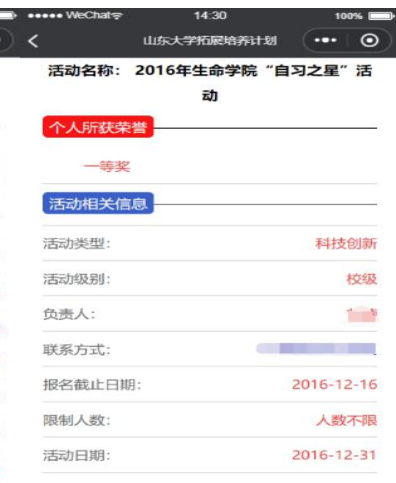 WeChat 14:30 100%
山东大学拓展培养计划
活动名称： 2016年生命学院“自习之星”活
动
个人所获荣誉
一等奖
活动相关信息
活动类型： 科技创新
活动级别： 校级
负责人：
联系方式：
报名截止日期： 2016-12-16
限制人数： 人数不限
活动日期： 2016-12-31